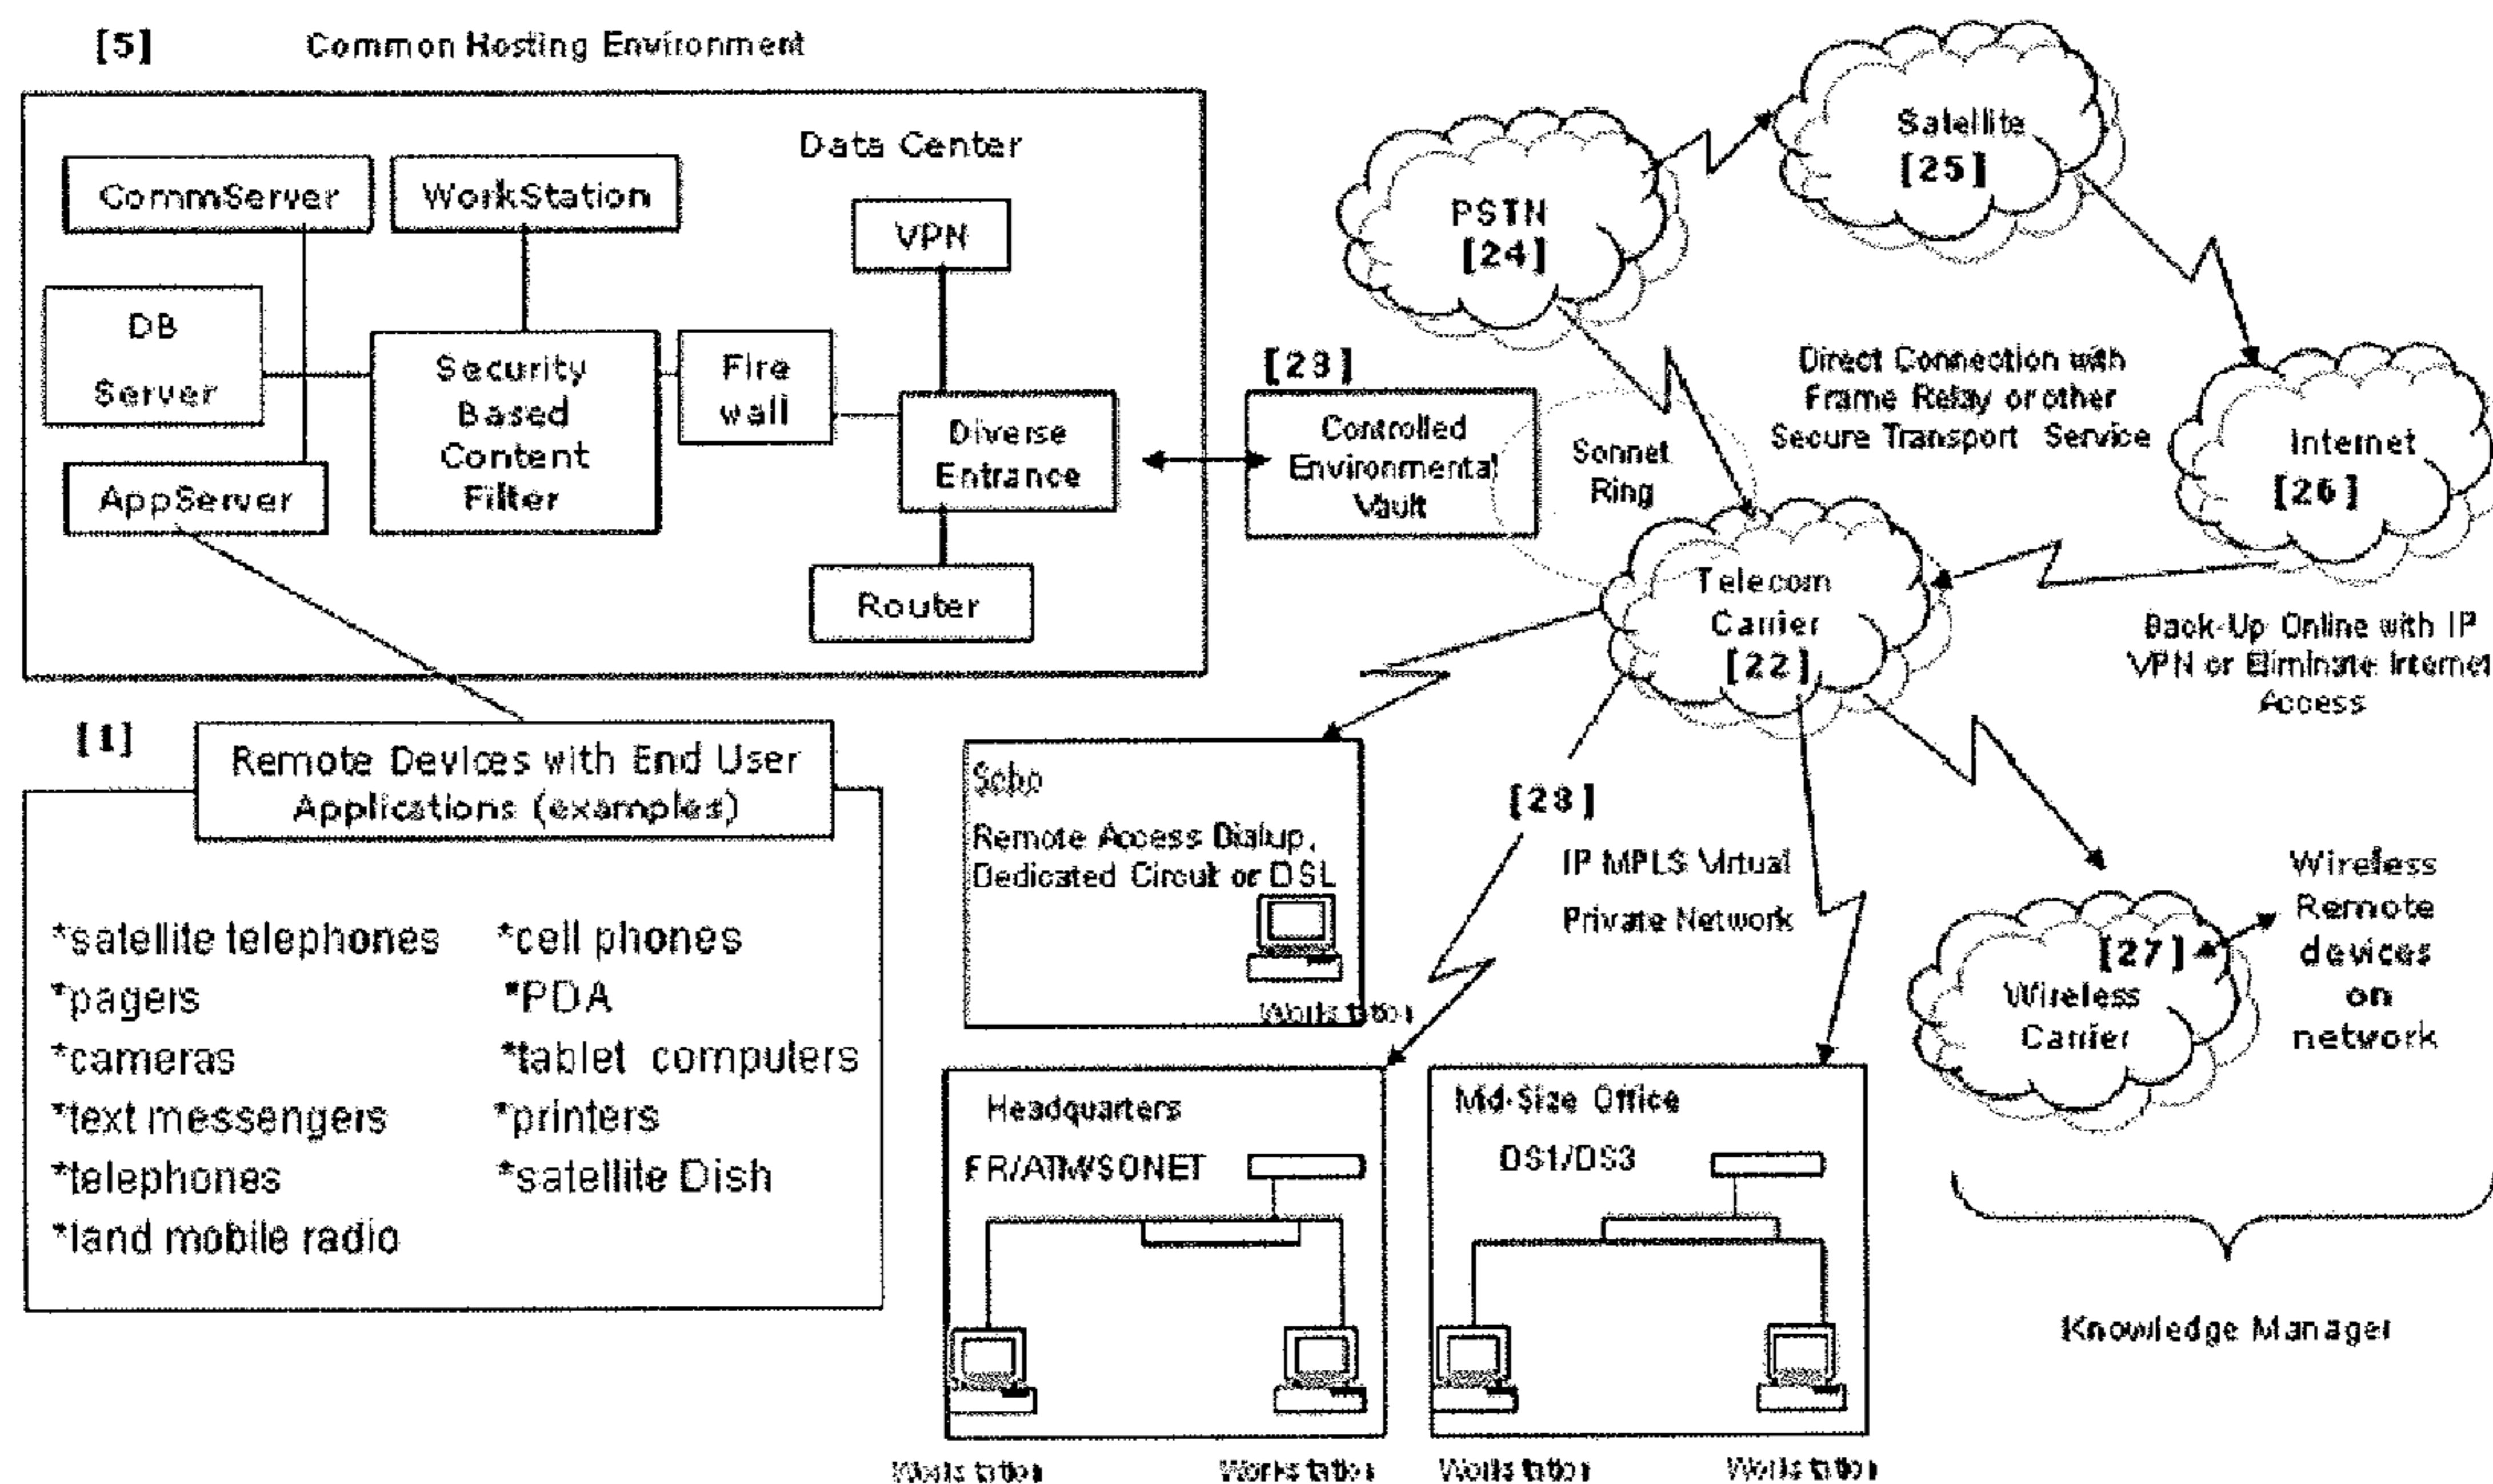 [5] Common Hosting Environment
Data Center
CommServer
WorkStation
VPN
DB
Server
Security
Based
Content
Filter
Fire
wall
Diverse
Entrance
AppServer
Router
[23]
Controlled
Environmental
Vault
Sonnet
Ring
PSTN
[24]
Satellite
[25]
Direct Connection with
Frame Relay or other
Secure Transport Service
Internet
[26]
Telecom
Carrier
[22]
Back-Up Online with IP
VPN or Eliminate Internet
Access
[1]
Remote Devices with End User
Applications (examples)
*satellite telephones
*pagers
*cameras
*text messengers
*telephones
*land mobile radio
*cell phones
*PDA
*tablet computers
*printers
*satellite Dish
Remote Access Dialup,
Dedicated Circuit or DSL
Workstation
[28]
IP MPLS Virtual
Private Network
[27]
Wireless
Carrier
Wireless
Remote
devices
on
network
Headquarters
FR/ATM/SONET
Workstation
Workstation
Mid-Size Office
DS1/DS3
Workstation
Workstation
Knowledge Manager